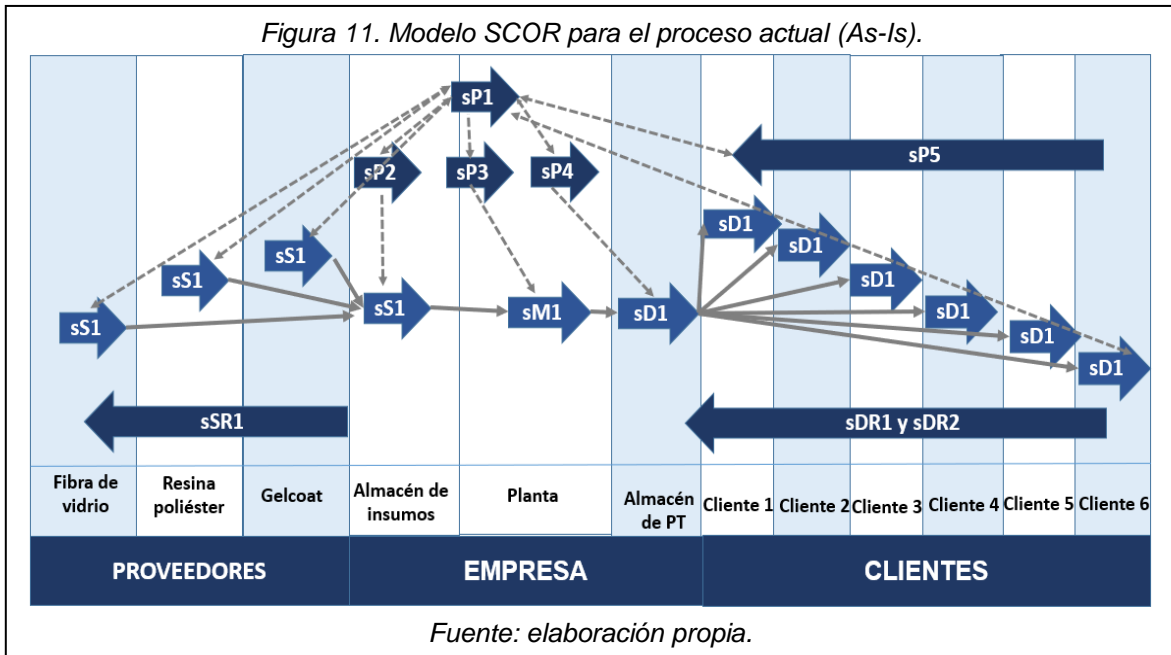 Figura 11. Modelo SCOR para el proceso actual (As-Is).
sP1
sP2
sP3
sP4
sP5
sD1
sD1
sS1
sS1
sD1
sS1
sS1
sM1
sD1
sD1
sD1
sD1
sSR1
sDR1 y sDR2
Fibra de
vidrio
Resina
poliéster
Gelcoat
Almacén de
insumos
Planta
Almacén
de PT
Cliente 1
Cliente 2
Cliente 3
Cliente 4
Cliente 5
Cliente 6
PROVEEDORES
EMPRESA
CLIENTES
Fuente: elaboración propia.